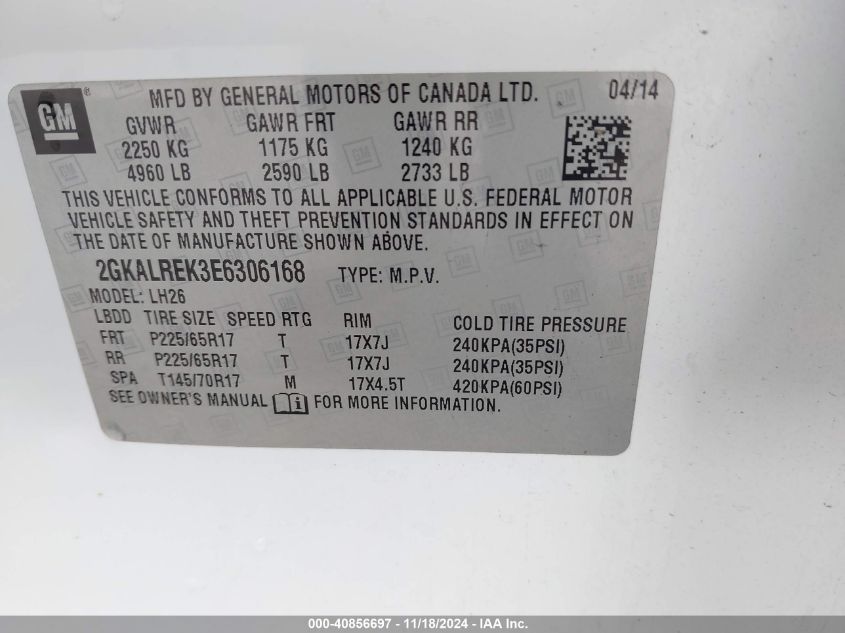 GM ® MFD BY GENERAL MOTORS OF CANADA LTD. 04/14
GVWR GAWR FRT GAWR RR
2250 KG 1175 KG 1240 KG
4960 LB 2590 LB 2733 LB
THIS VEHICLE CONFORMS TO ALL APPLICABLE U.S. FEDERAL MOTOR
VEHICLE SAFETY AND THEFT PREVENTION STANDARDS IN EFFECT ON
THE DATE OF MANUFACTURE SHOWN ABOVE.
2GKALREK3E6306168 TYPE: M.P.V.
MODEL: LH26
LBDD TIRE SIZE SPEED RTG RIM COLD TIRE PRESSURE
FRT P225/65R17 T 17X7J 240KPA(35PSI)
RR P225/65R17 T 17X7J 240KPA(35PSI)
SPA T145/70R17 M 17X4.5T 420KPA(60PSI)
SEE OWNER'S MANUAL FOR MORE INFORMATION.
000-40856697 - 11/18/2024 - IAA Inc.